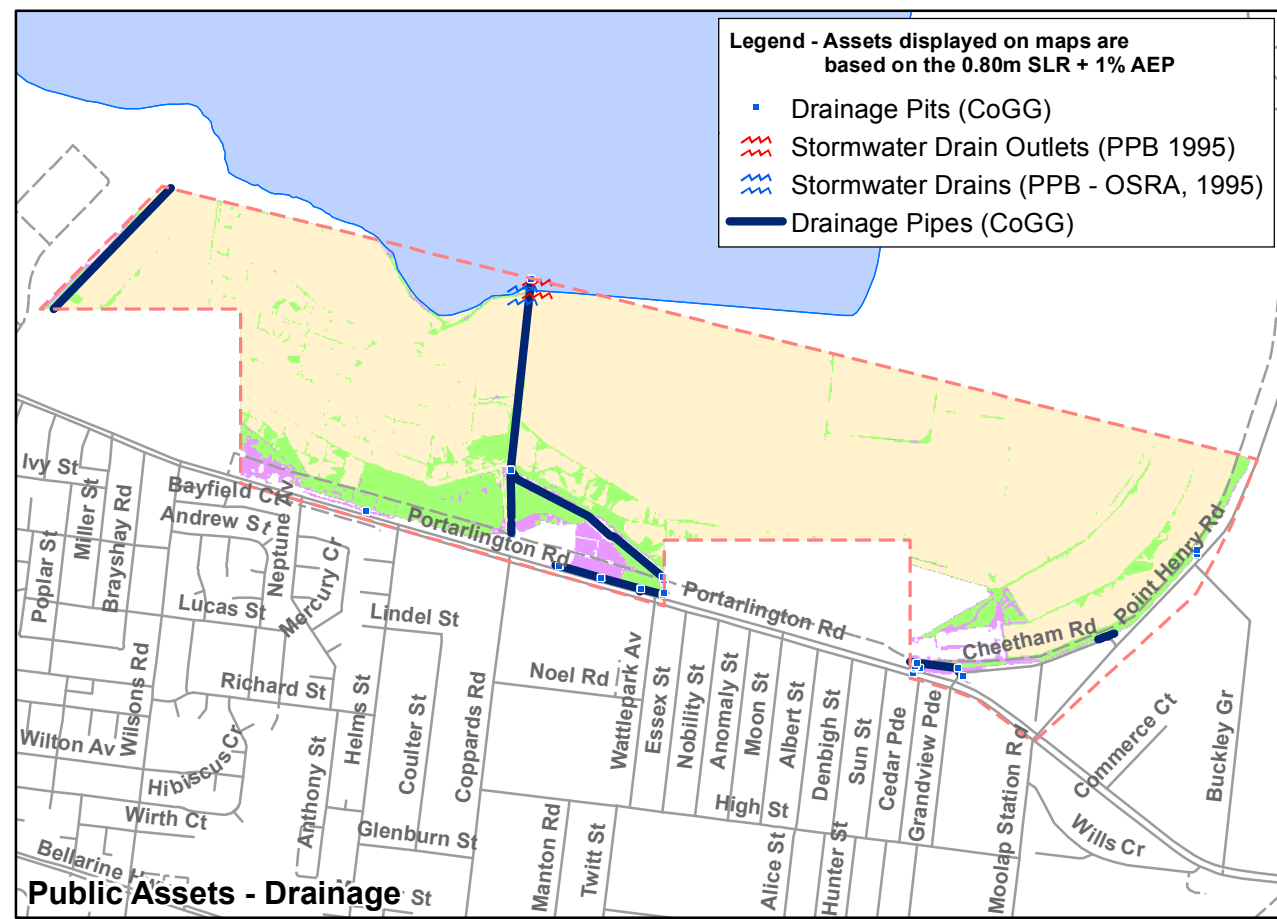 Legend - Assets displayed on maps are
based on the 0.80m SLR + 1% AEP
Drainage Pits (CoGG)
Stormwater Drain Outlets (PPB 1995)
Stormwater Drains (PPB - OSRA, 1995)
Drainage Pipes (CoGG)
Ivy St
Miller St
Brayshay Rd
Poplar St
Bayfield Ct
Andrew St
Neptune Av
Mercury Cr
Lucas St
Lindel St
Portarlington Rd
Portarlington Rd
Cheetham Rd
Point Henry Rd
Wilsons Rd
Richard St
Helms St
Coulter St
Coppards Rd
Noel Rd
Wattlepark Av
Essex St
Nobility St
Anomaly St
Moon St
Albert St
Denbigh St
Sun St
Cedar Pde
Grandview Pde
Moolap Station Rd
Commerce Ct
Buckley Gr
Wilton Av
Hibiscus Cr
Wirth Ct
Anthony St
Glenburn St
Manton Rd
Twitt St
High St
Alice St
Hunter St
Wills Cr
Bellarine
St
Public Assets - Drainage